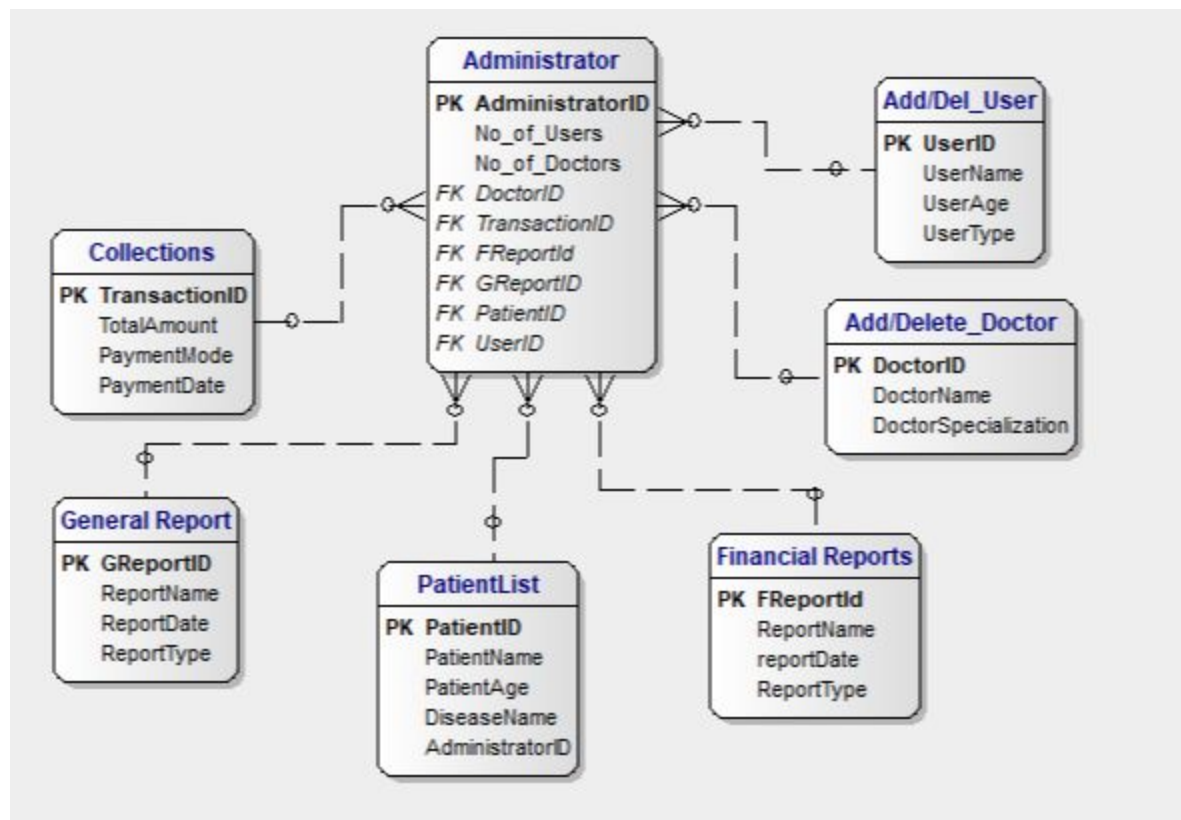 Administrator
PK AdministratorID
No_of_Users
No_of_Doctors
FK DoctorID
FK TransactionID
FK FReportId
FK GReportID
FK PatientID
FK UserID
Add/Del_User
PK UserID
UserName
UserAge
UserType
Collections
PK TransactionID
TotalAmount
PaymentMode
PaymentDate
Add/Delete_Doctor
PK DoctorID
DoctorName
DoctorSpecialization
General Report
PK GReportID
ReportName
ReportDate
ReportType
PatientList
PK PatientID
PatientName
PatientAge
DiseaseName
AdministratorID
Financial Reports
PK FReportId
ReportName
reportDate
ReportType